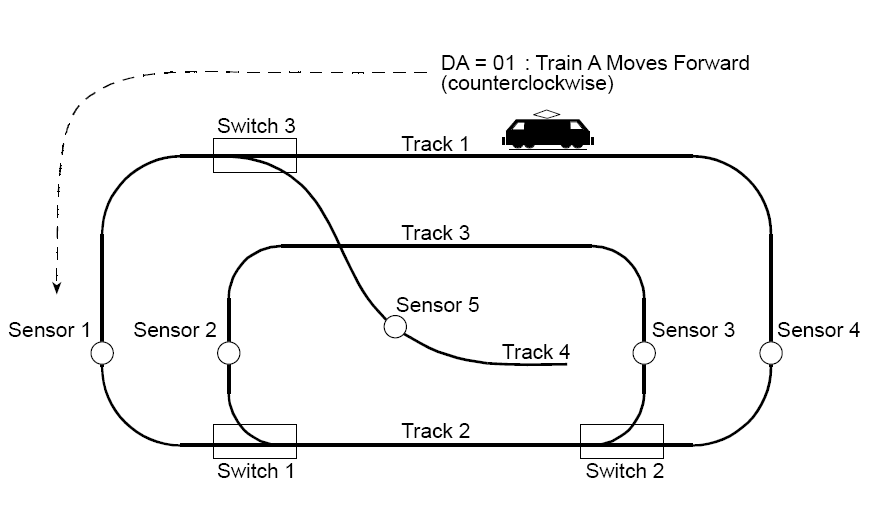 DA = 01 : Train A Moves Forward
(counterclockwise)
Switch 3
Track 1
Track 3
Sensor 5
Sensor 1
Sensor 2
Sensor 3
Sensor 4
Track 4
Track 2
Switch 1
Switch 2